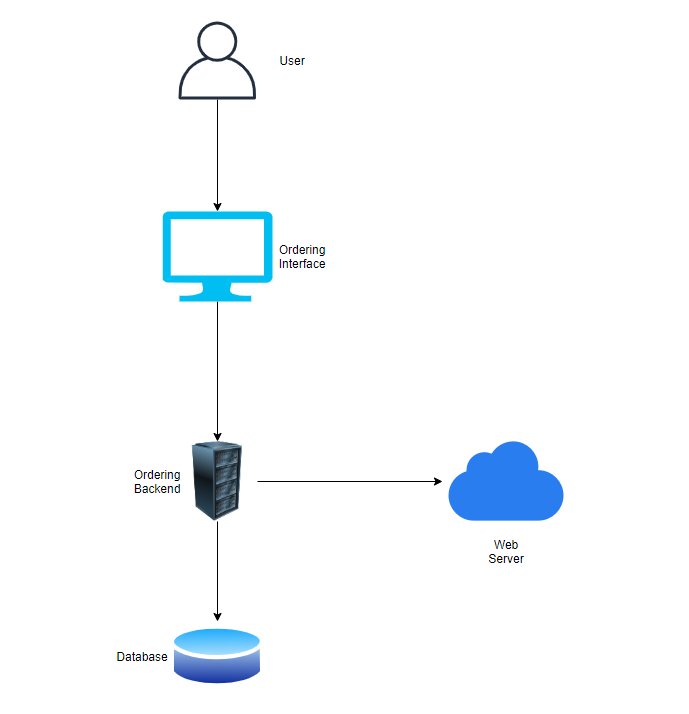 User
Ordering
Interface
Ordering
Backend
Web
Server
Database